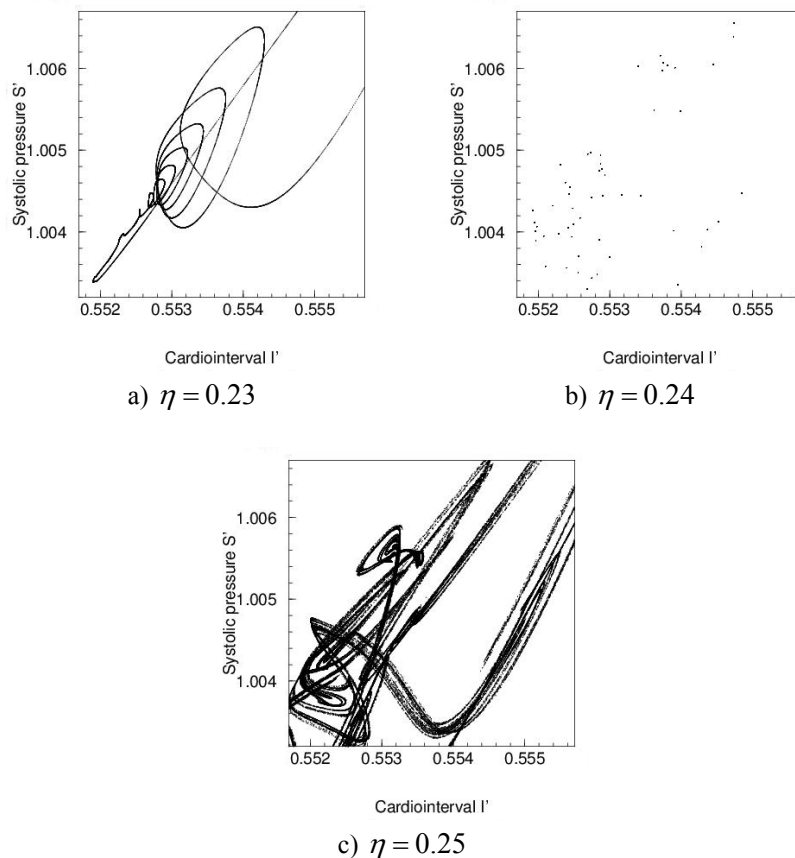 Systolic pressure S'
1.006
1.005
1.004
0.552 0.553 0.554 0.555
Cardiointerval I'
a) η = 0.23
Systolic pressure S'
1.006
1.005
1.004
0.552 0.553 0.554 0.555
Cardiointerval I'
b) η = 0.24
Systolic pressure S'
1.006
1.005
1.004
0.552 0.553 0.554 0.555
Cardiointerval I'
c) η = 0.25